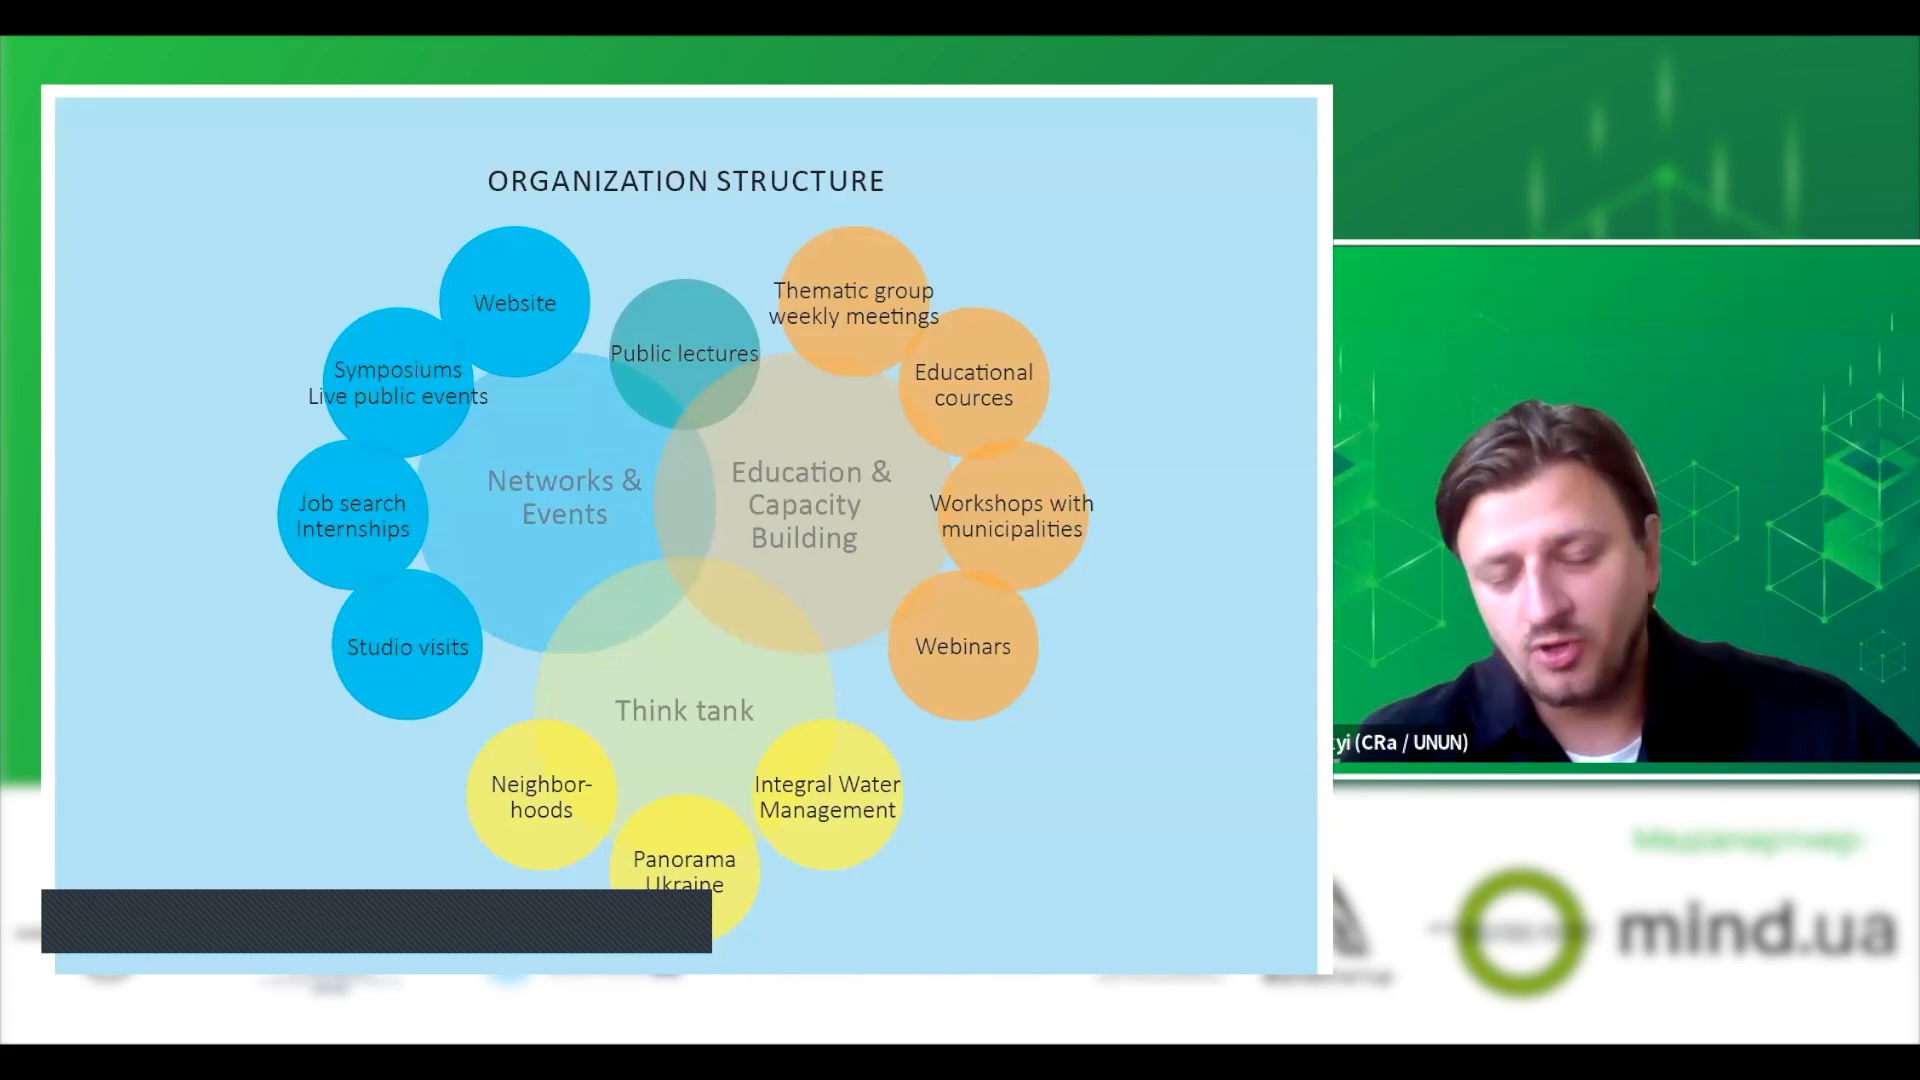 ORGANIZATION STRUCTURE
Website
Public lectures
Thematic group
weekly meetings
Symposiums
Live public events
Educational
cources
Networks &
Events
Education &
Capacity
Building
Job search
Internships
Workshops with
municipalities
Studio visits
Webinars
Think tank
Neighbor-
hoods
Integral Water
Management
Panorama
Ukraine
yi (CRa / UNUN)
Медіапартнер
mind.ua